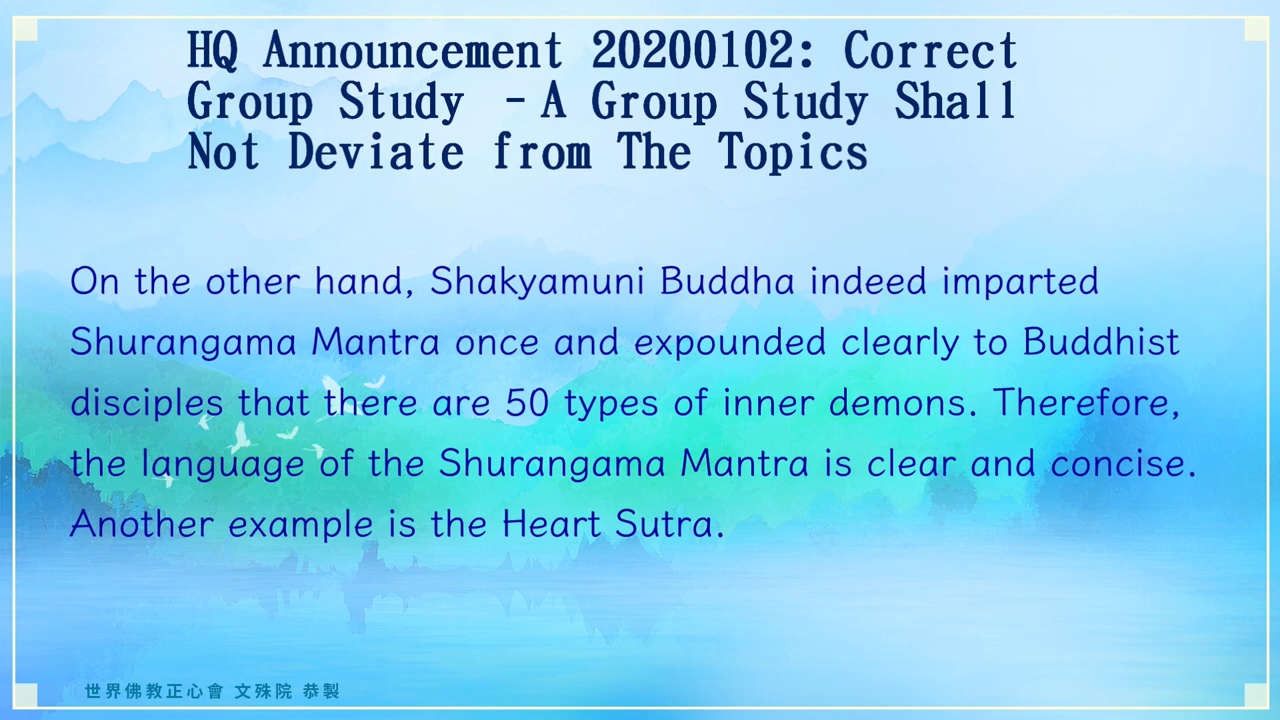 HQ Announcement 20200102: Correct
Group Study －A Group Study Shall
Not Deviate from The Topics
On the other hand, Shakyamuni Buddha indeed imparted
Shurangama Mantra once and expounded clearly to Buddhist
disciples that there are 50 types of inner demons. Therefore,
the language of the Shurangama Mantra is clear and concise.
Another example is the Heart Sutra.
世界佛教正心會 文殊院 恭製